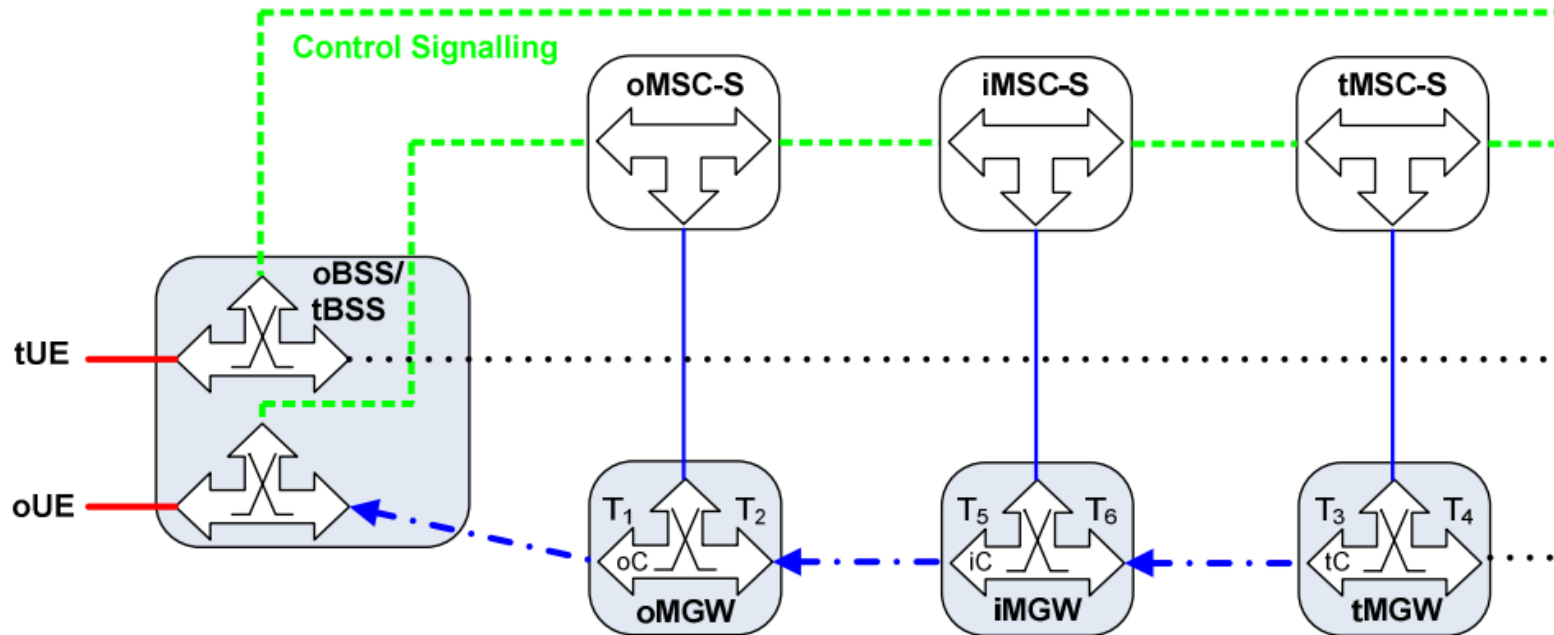 Control Signalling
oMSC-S
iMSC-S
tMSC-S
oBSS/
tBSS
tUE
oUE
T₁
T₂
oC
oMGW
T₅
T₆
iC
iMGW
T₃
T₄
tC
tMGW